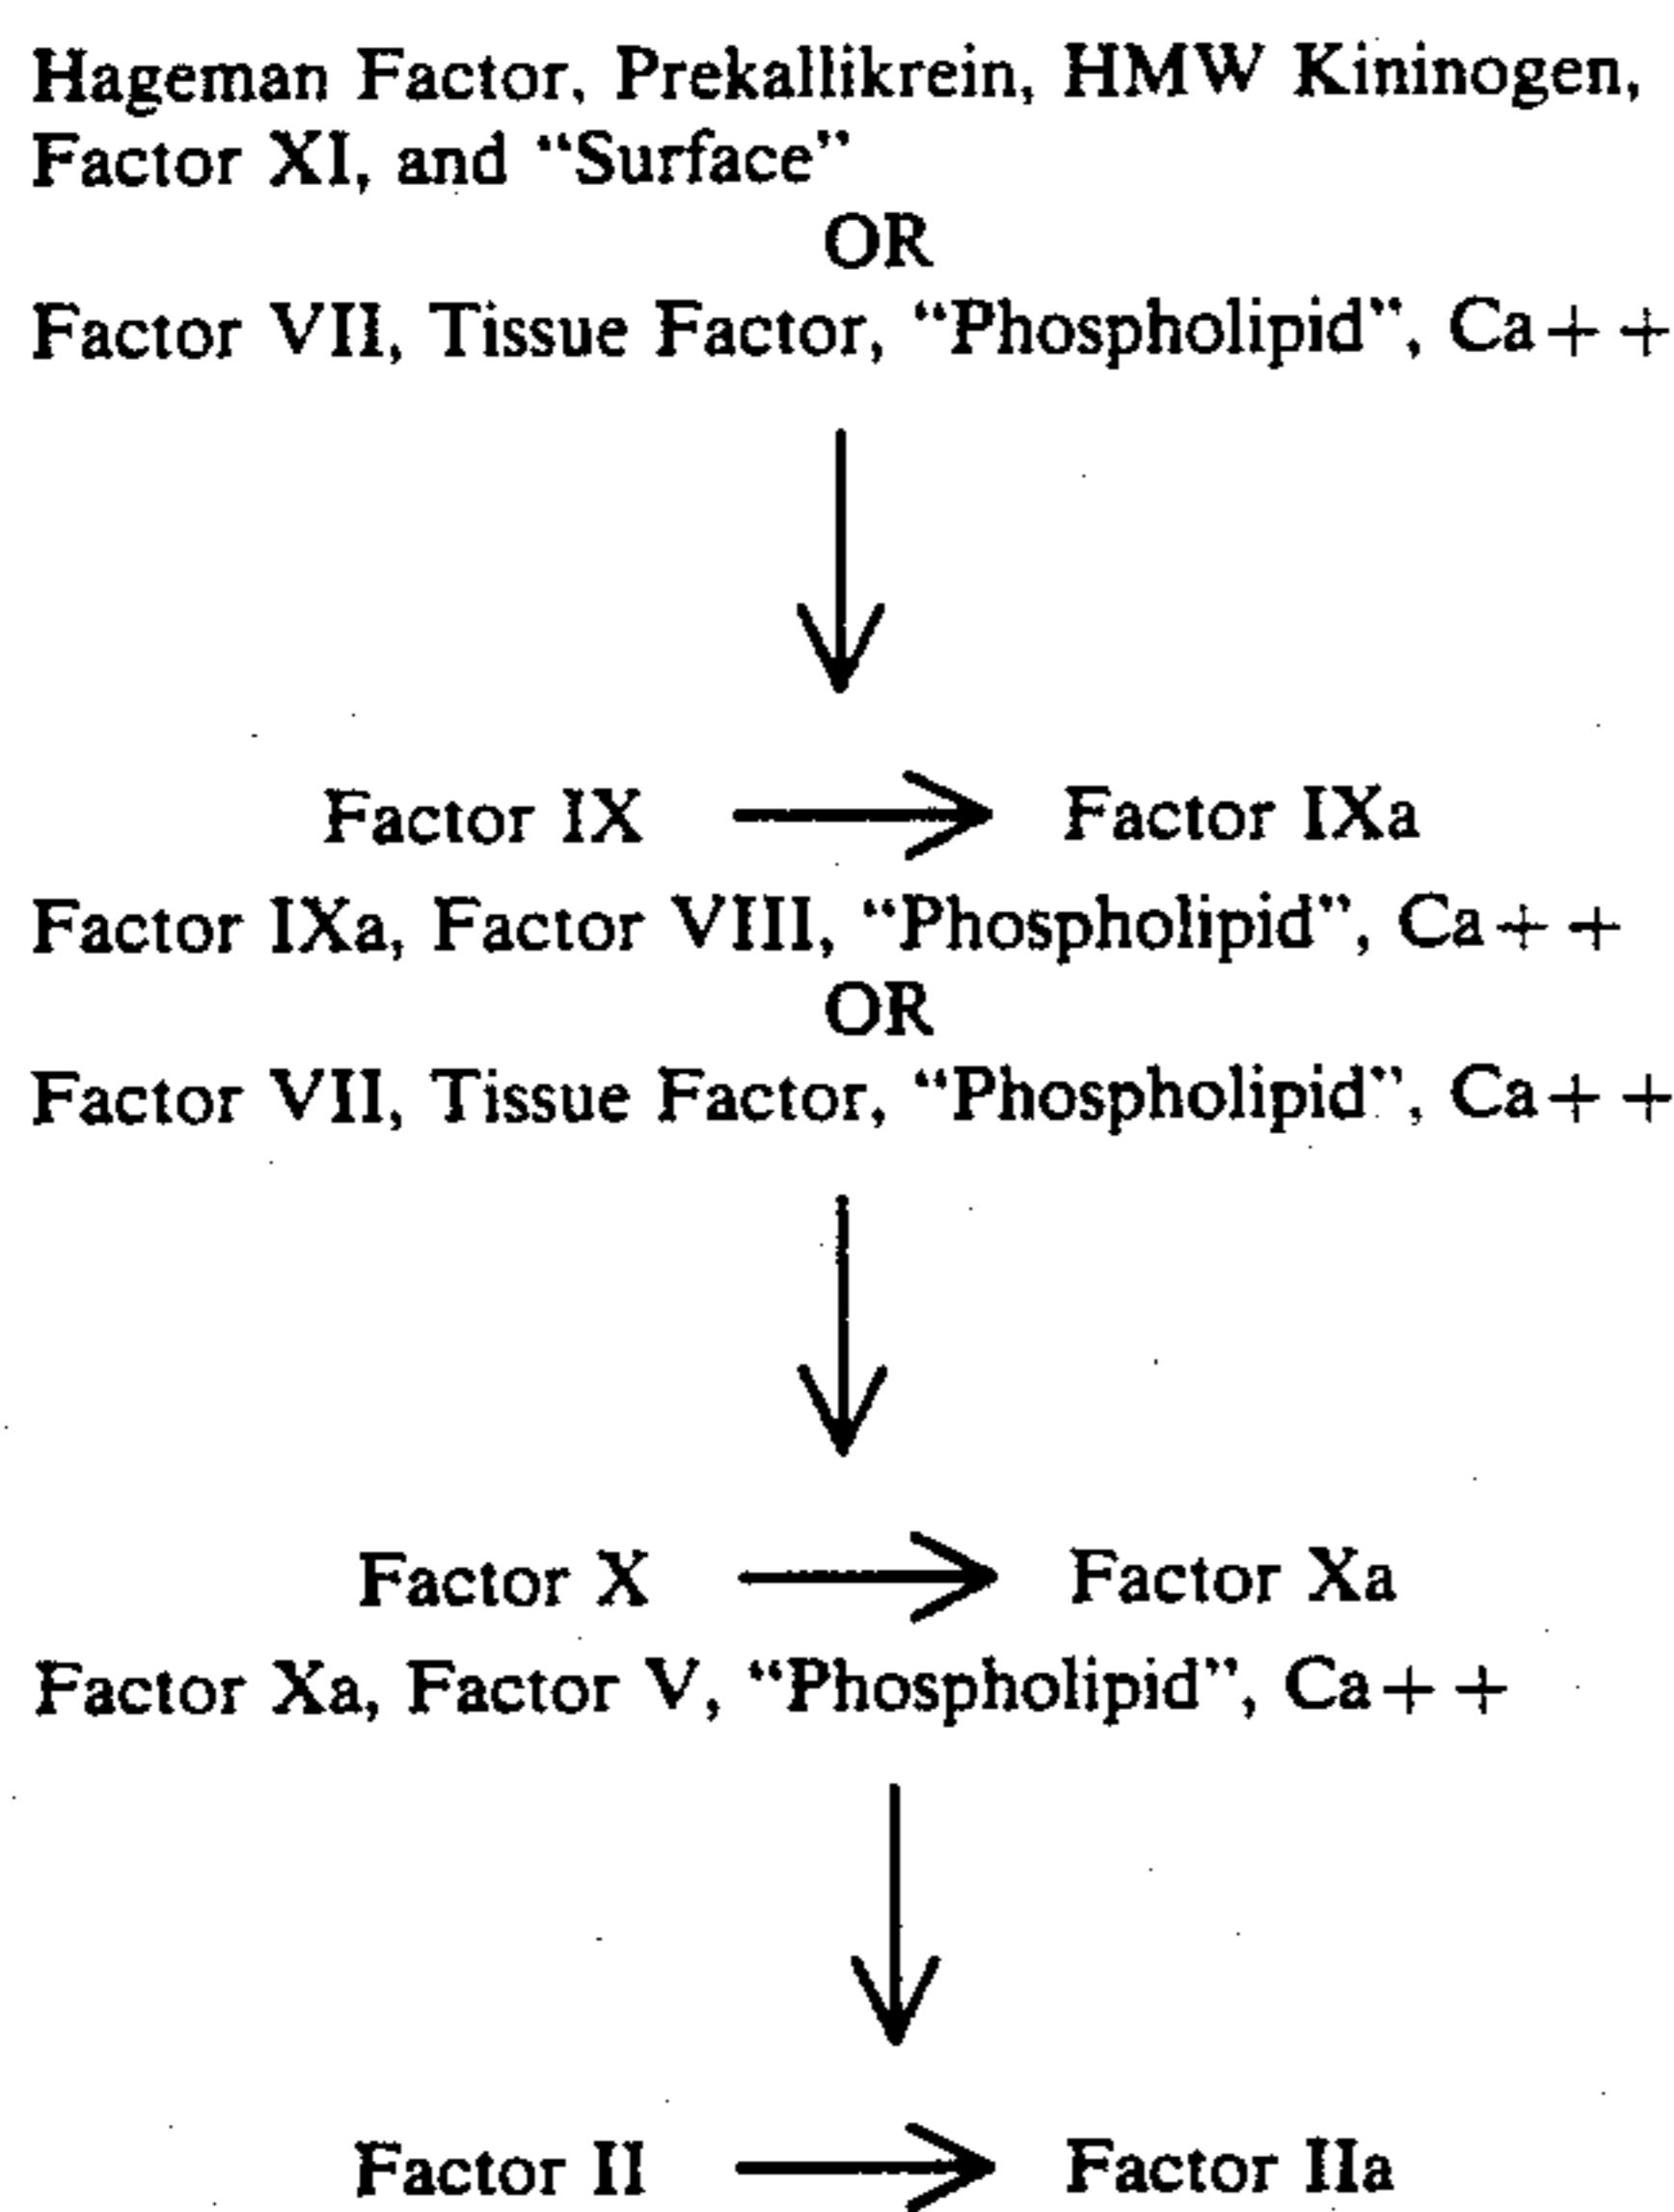 Hageman Factor, Prekallikrein, HMW Kininogen,
Factor XI, and “Surface”
OR
Factor VII, Tissue Factor, “Phospholipid”, Ca++
Factor IX Factor IXa
Factor IXa, Factor VIII, “Phospholipid”, Ca++
OR
Factor VII, Tissue Factor, “Phospholipid”, Ca++
Factor X Factor Xa
Factor Xa, Factor V, “Phospholipid”, Ca++
Factor II Factor IIa